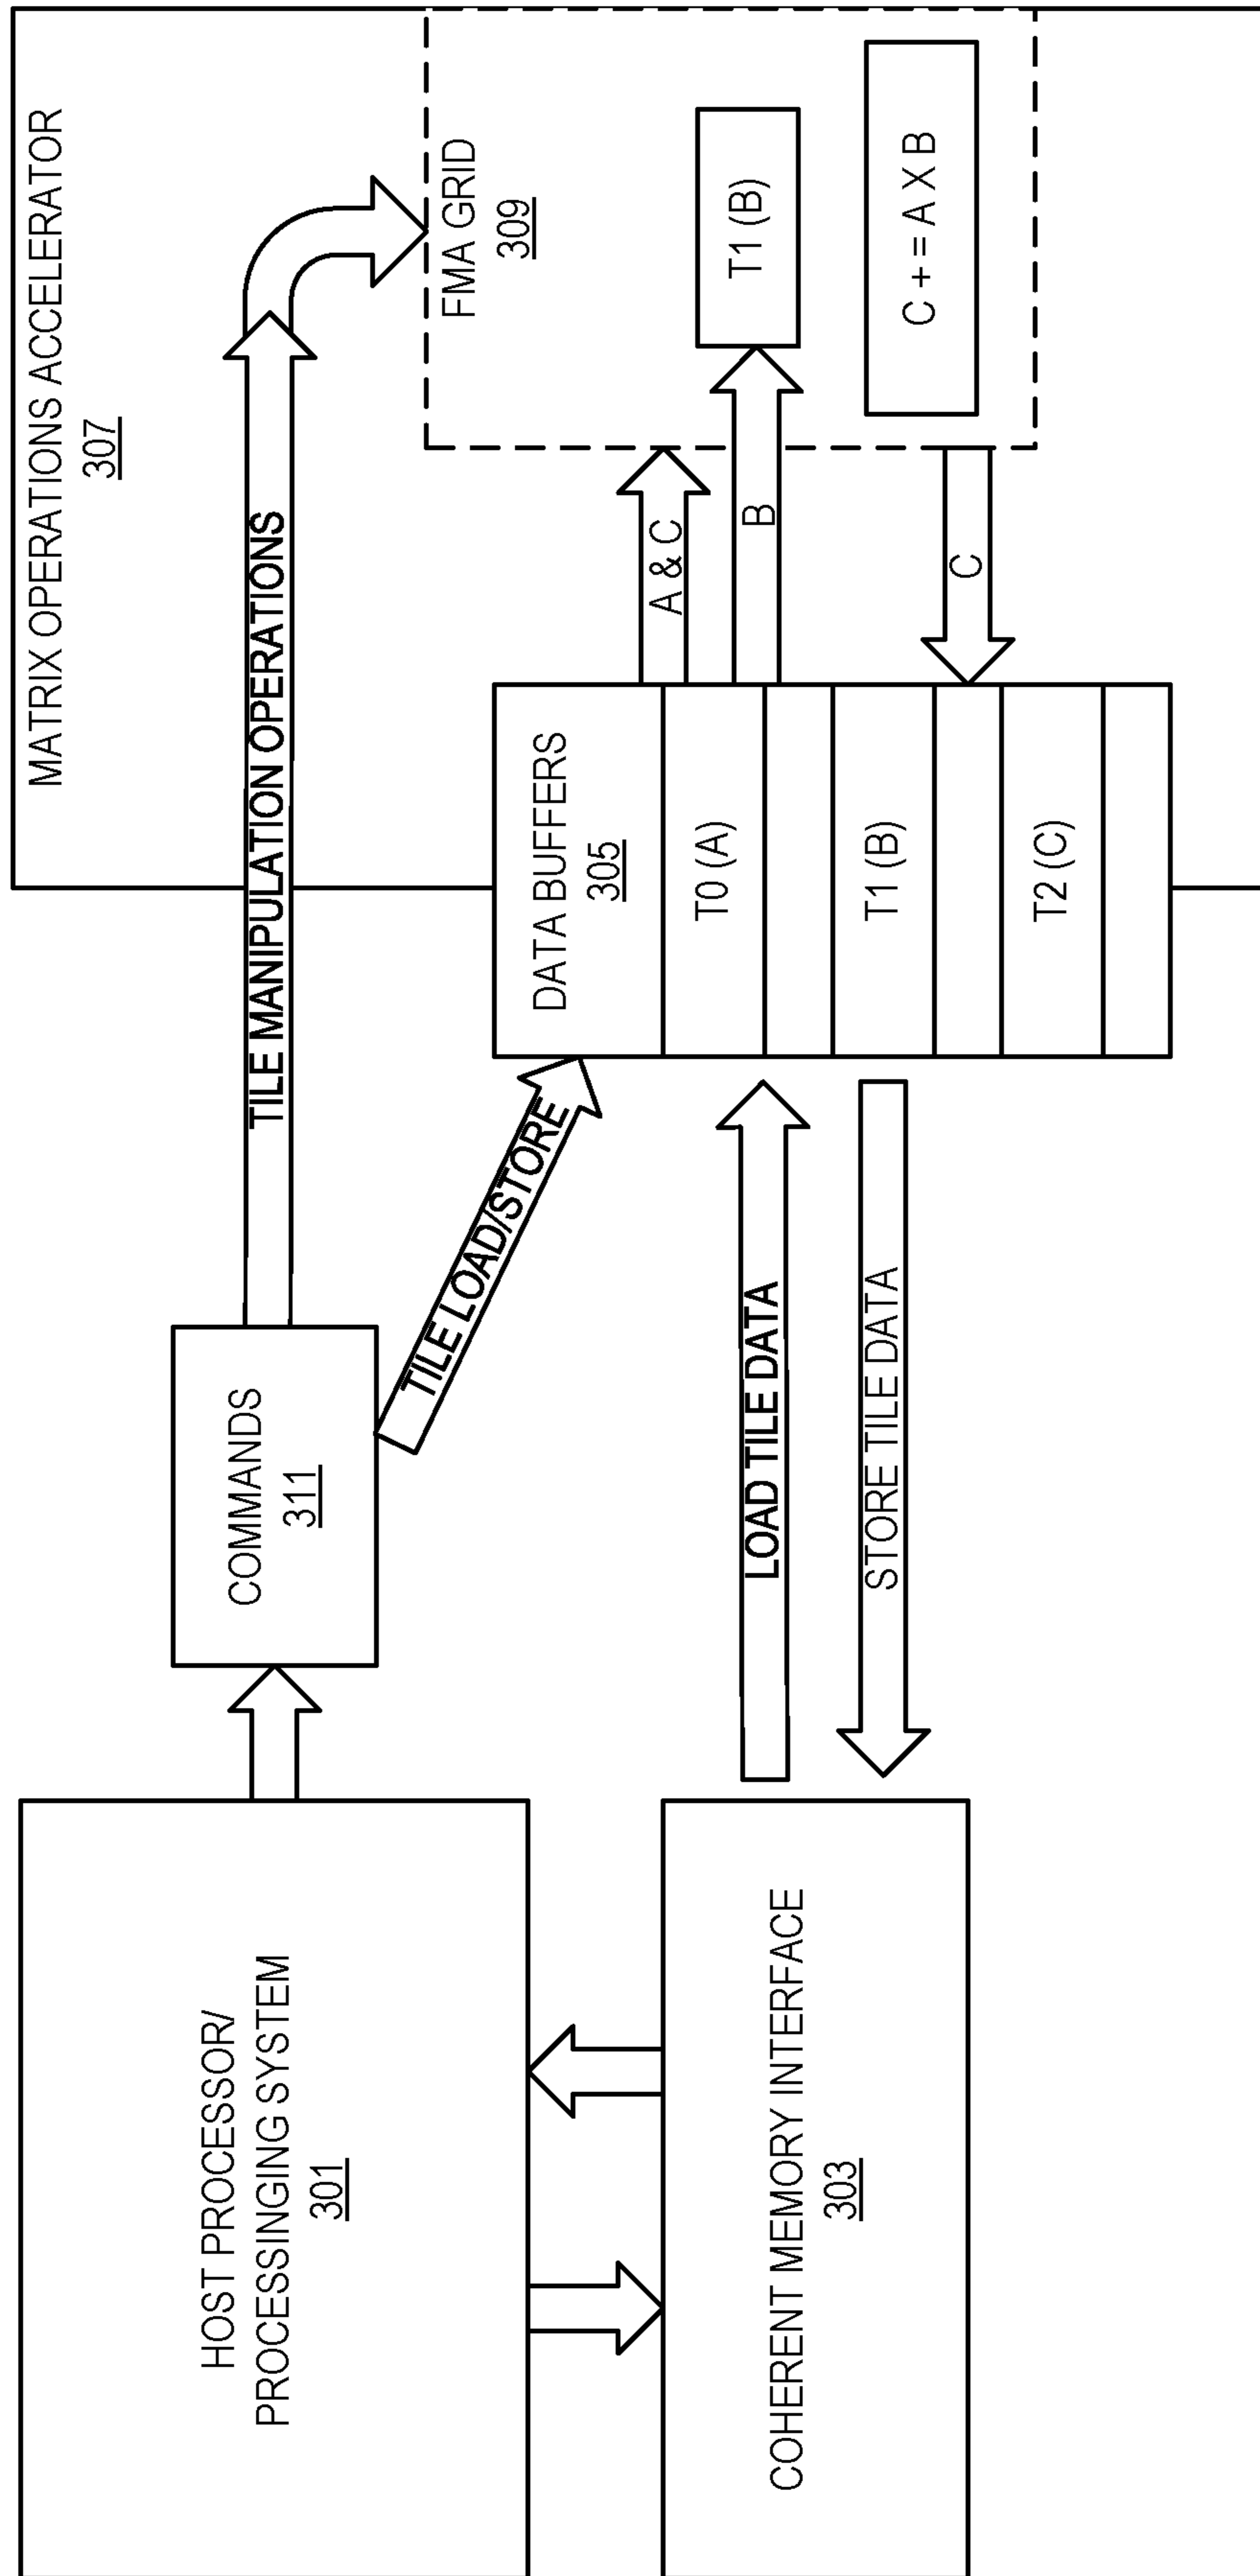 HOST PROCESSOR/
PROCESSINGING SYSTEM
301
COHERENT MEMORY INTERFACE
303
COMMANDS
311
TILE MANIPULATION OPERATIONS
TILE LOAD/STORE
LOAD TILE DATA
STORE TILE DATA
MATRIX OPERATIONS ACCELERATOR
307
DATA BUFFERS
305
T0 (A)
T1 (B)
T2 (C)
A & C
B
C
FMA GRID
309
T1 (B)
C + = A X B